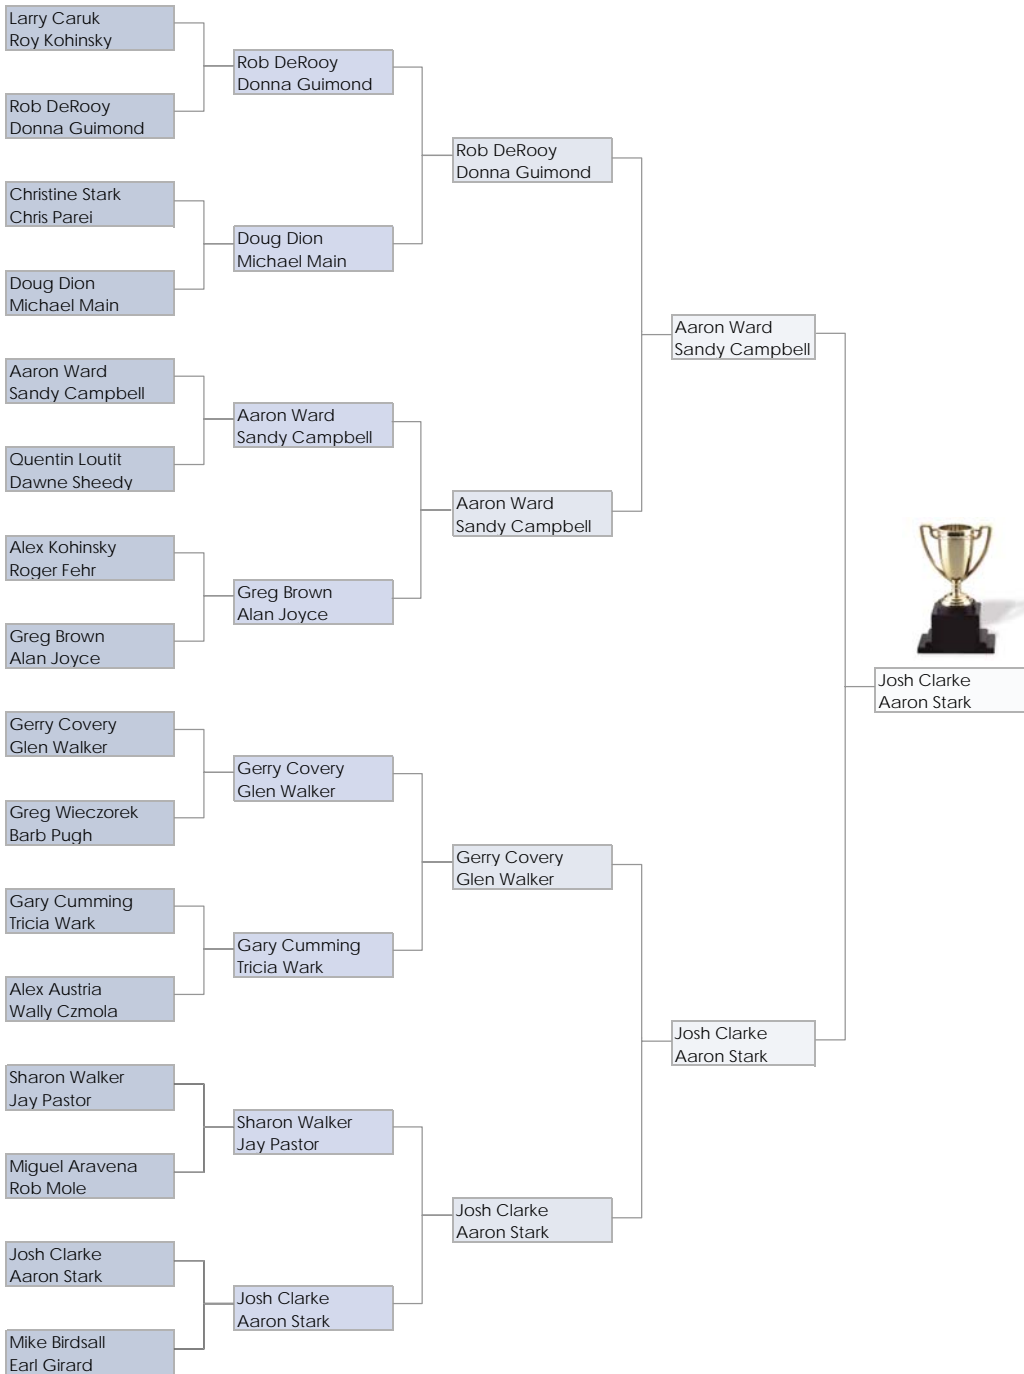 Larry Caruk
Roy Kohinsky
Rob DeRooy
Donna Guimond
Christine Stark
Chris Parei
Doug Dion
Michael Main
Aaron Ward
Sandy Campbell
Quentin Loutit
Dawne Sheedy
Alex Kohinsky
Roger Fehr
Greg Brown
Alan Joyce
Gerry Covery
Glen Walker
Greg Wieczorek
Barb Pugh
Gary Cumming
Tricia Wark
Alex Austria
Wally Czmola
Sharon Walker
Jay Pastor
Miguel Aravena
Rob Mole
Josh Clarke
Aaron Stark
Mike Birdsall
Earl Girard
Rob DeRooy
Donna Guimond
Doug Dion
Michael Main
Aaron Ward
Sandy Campbell
Greg Brown
Alan Joyce
Gerry Covery
Glen Walker
Gary Cumming
Tricia Wark
Sharon Walker
Jay Pastor
Josh Clarke
Aaron Stark
Rob DeRooy
Donna Guimond
Aaron Ward
Sandy Campbell
Gerry Covery
Glen Walker
Josh Clarke
Aaron Stark
Aaron Ward
Sandy Campbell
Josh Clarke
Aaron Stark
Josh Clarke
Aaron Stark